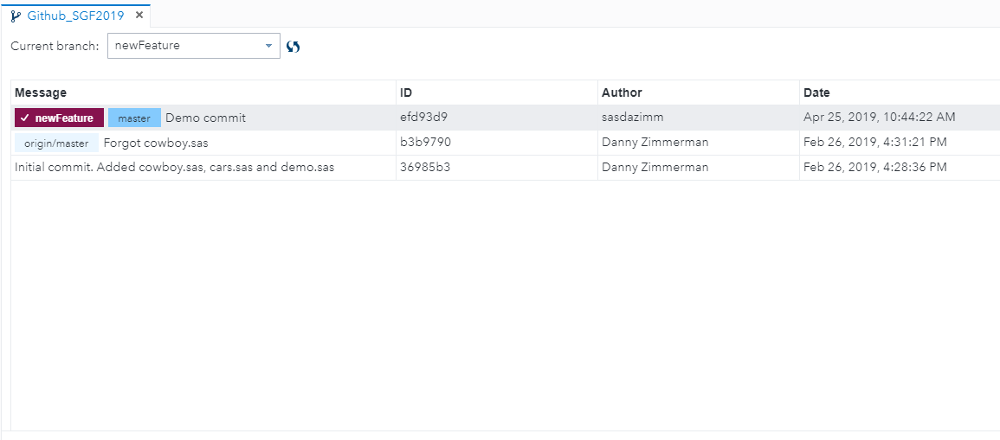 Github_SGF2019
Current branch: newFeature
Message ID Author Date
newFeature master Demo commit efd93d9 sasdazimm Apr 25, 2019, 10:44:22 AM
origin/master Forgot cowboy.sas b3b9790 Danny Zimmerman Feb 26, 2019, 4:31:21 PM
Initial commit. Added cowboy.sas, cars.sas and demo.sas 36985b3 Danny Zimmerman Feb 26, 2019, 4:28:36 PM